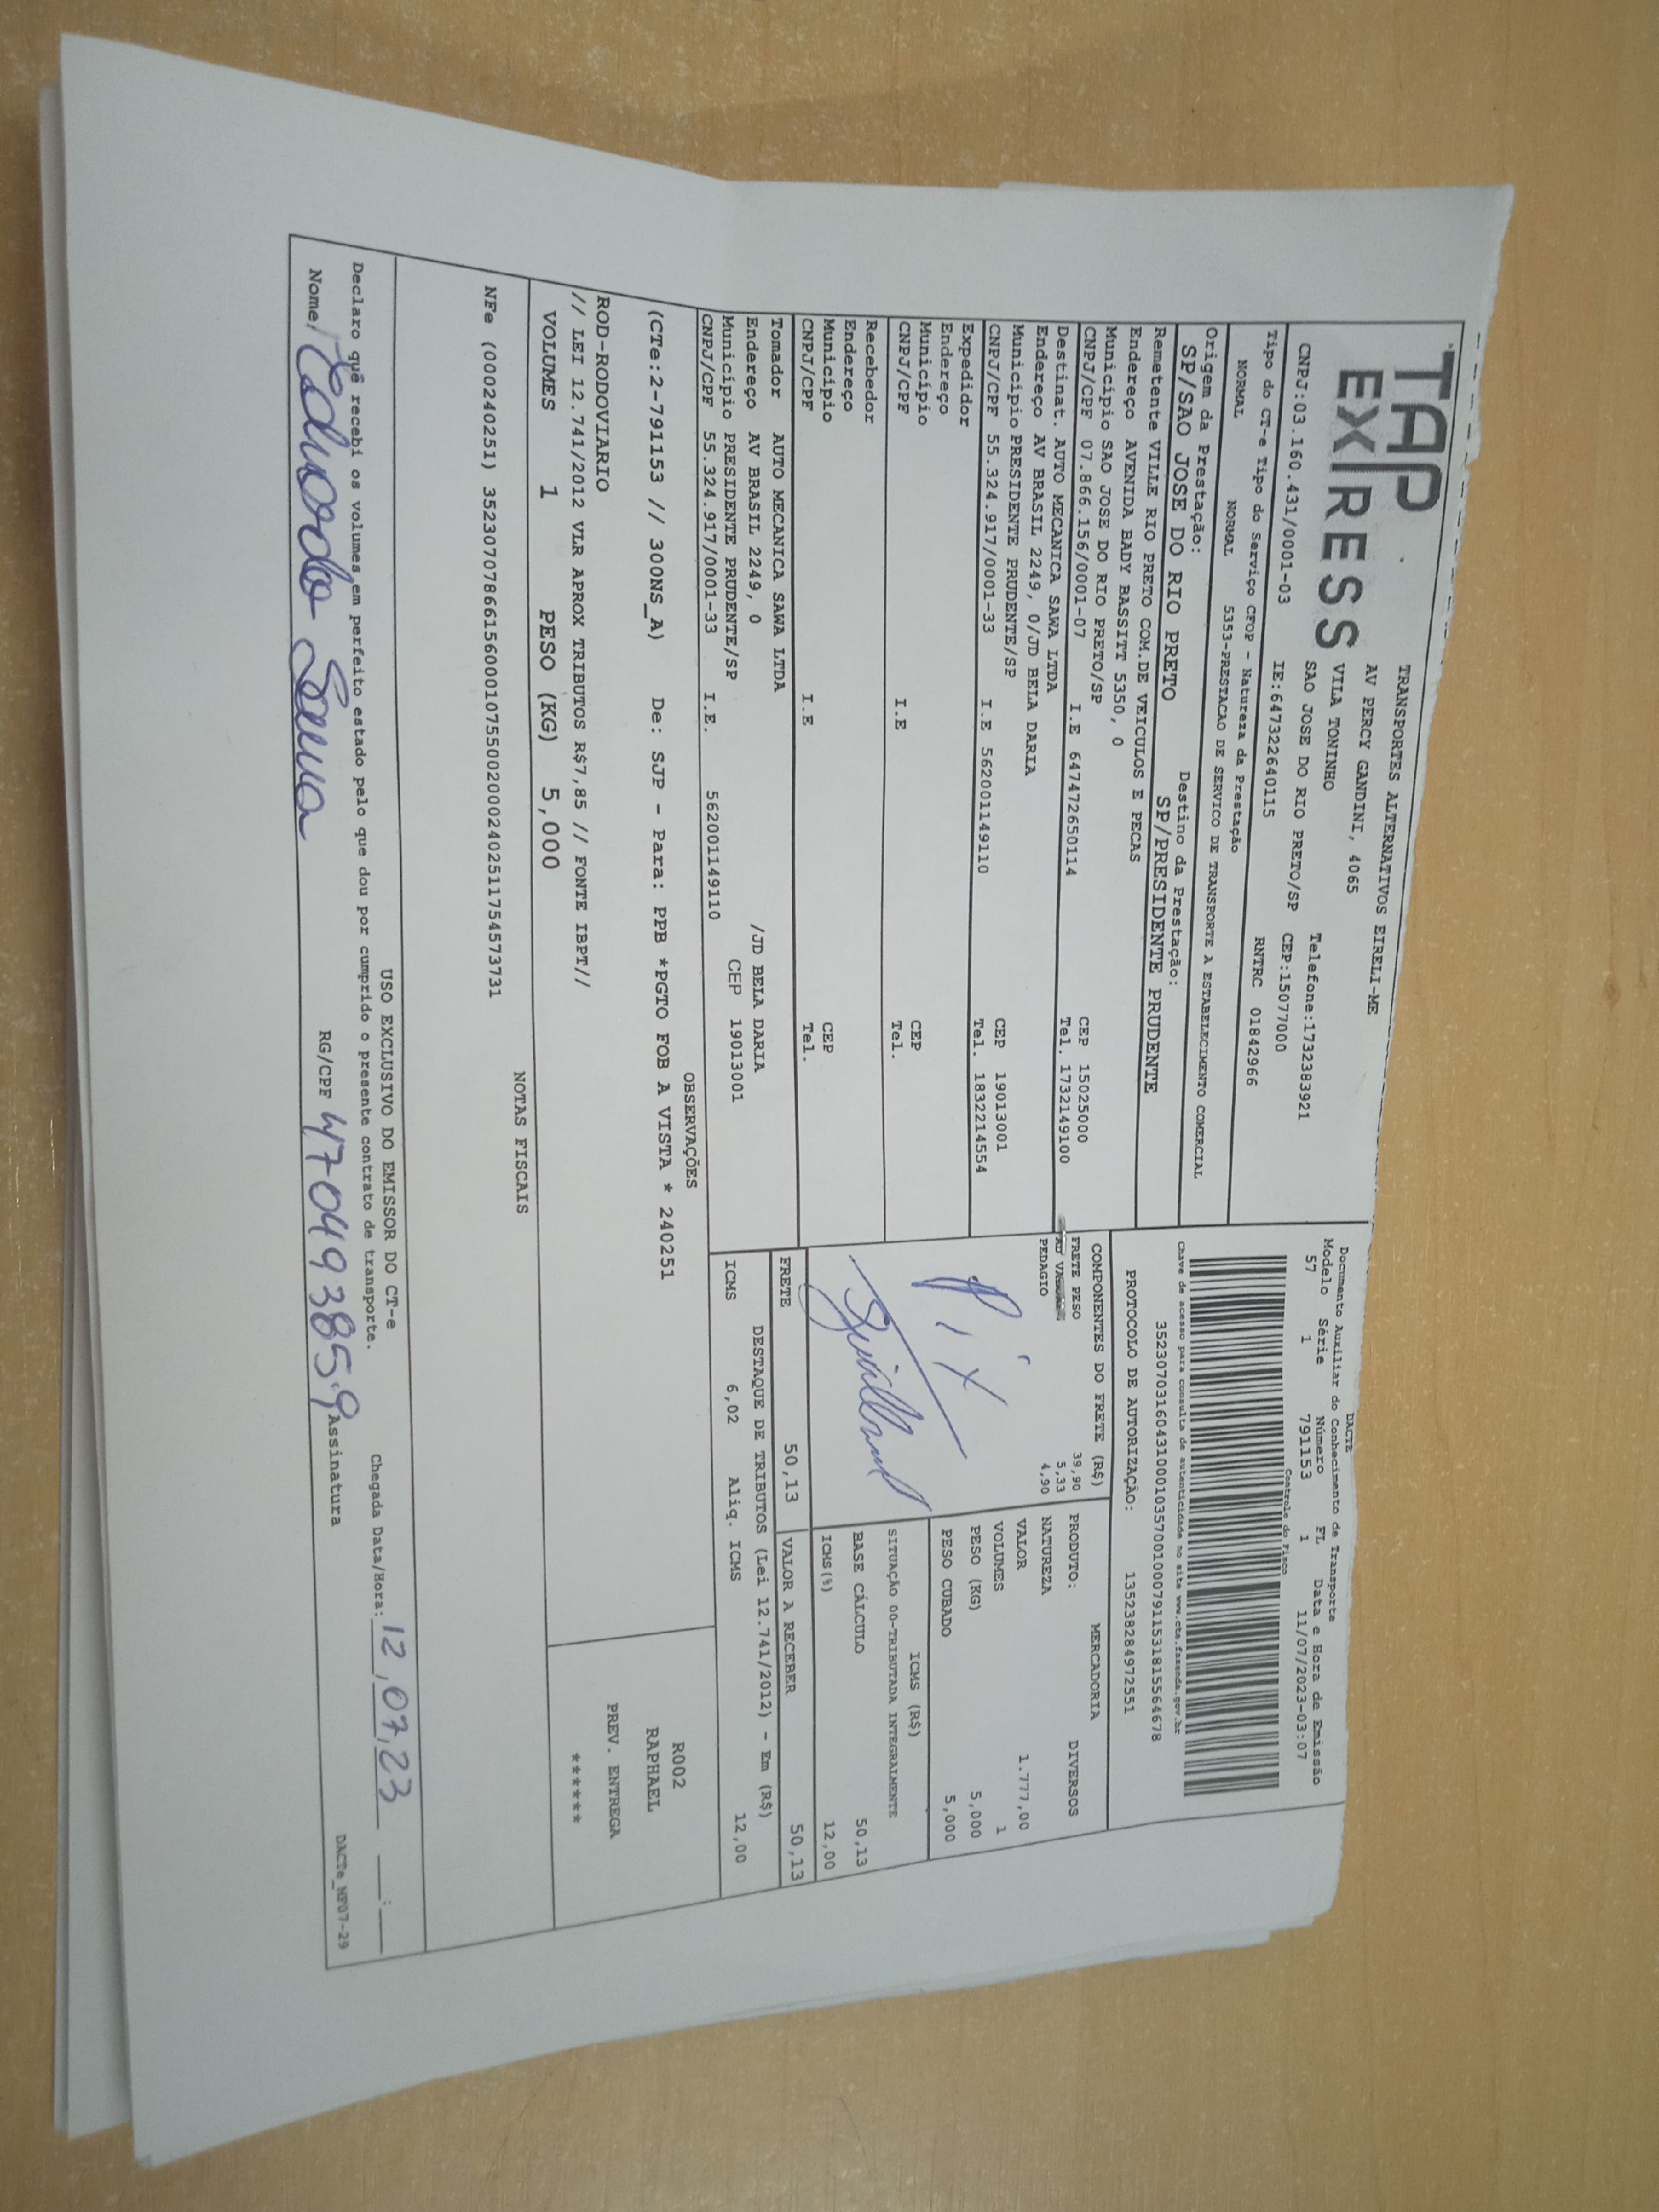 TAP
EXPRESS
TRANSPORTES ALTERNATIVOS EIRELI-ME
AV PERCY GANDINI, 4065
VILA TONINHO Telefone:1732383921
SAO JOSE DO RIO PRETO/SP CEP:15077000
CNPJ:03.160.431/0001-03 IE:647322640115 RNTRC 01842966
Tipo do CT-e Tipo do Serviço CFOP - Natureza da Prestação
NORMAL NORMAL 5353-PRESTACAO DE SERVICO DE TRANSPORTE A ESTABELECIMENTO COMERCIAL
Origem da Prestação: Destino da Prestação:
SP/SAO JOSE DO RIO PRETO SP/PRESIDENTE PRUDENTE
Remetente VILLE RIO PRETO COM.DE VEICULOS E PECAS
Endereço AVENIDA BADY BASSITT 5350, 0
Município SAO JOSE DO RIO PRETO/SP CEP 15025000
CNPJ/CPF 07.866.156/0001-07 I.E 647472650114 Tel. 1732149100
Destinat. AUTO MECANICA SAWA LTDA
Endereço AV BRASIL 2249, 0/JD BELA DARIA
Município PRESIDENTE PRUDENTE/SP CEP 19013001
CNPJ/CPF 55.324.917/0001-33 I.E 562001149110 Tel. 1832214554
Expedidor
Endereço
Município CEP
CNPJ/CPF I.E Tel.
Recebedor
Endereço
Município CEP
CNPJ/CPF I.E Tel.
Tomador AUTO MECANICA SAWA LTDA
Endereço AV BRASIL 2249, 0 /JD BELA DARIA
Município PRESIDENTE PRUDENTE/SP CEP 19013001
CNPJ/CPF 55.324.917/0001-33 I.E. 562001149110
DACTE
Documento Auxiliar do Conhecimento de Transporte
Modelo Série Número FL Data e Hora de Emissão
57 1 791153 1 11/07/2023-03:07
Controle do Fisco
Chave de acesso para consulta de autenticidade no site www.cte.fazenda.gov.br
35230703160431000103570010007911531815564678
PROTOCOLO DE AUTORIZAÇÃO: 135238284972551
COMPONENTES DO FRETE (R$)
FRETE PESO 39,90
5,33
PEDAGIO 4,90
Pix
MERCADORIA
PRODUTO: DIVERSOS
NATUREZA
VALOR 1.777,00
VOLUMES 1
PESO (KG) 5,000
PESO CUBADO 5,000
ICMS (R$)
SITUAÇÃO 00-TRIBUTADA INTEGRALMENTE
BASE CÁLCULO 50,13
ICMS(%) 12,00
FRETE 50,13 VALOR A RECEBER 50,13
DESTAQUE DE TRIBUTOS (Lei 12.741/2012) - Em (R$)
ICMS 6,02 Aliq. ICMS 12,00
OBSERVAÇÕES
(CTe:2-791153 // 300NS_A) De: SJP - Para: PPB *PGTO FOB A VISTA * 240251
ROD-RODOVIARIO
// LEI 12.741/2012 VLR APROX TRIBUTOS R$7,85 // FONTE IBPT//
R002
RAPHAEL
PREV. ENTREGA
******
VOLUMES 1 PESO (KG) 5,000
NOTAS FISCAIS
NFe (000240251) 35230707866156000107550020002402511754573731
USO EXCLUSIVO DO EMISSOR DO CT-e
Declaro quê recebi os volumes em perfeito estado pelo que dou por cumprido o presente contrato de transporte. Chegada Data/Hora: 12,07,23 __:__
Nome Eduardo Sawa RG/CPF 470493859 Assinatura
DACTe_MF07-29